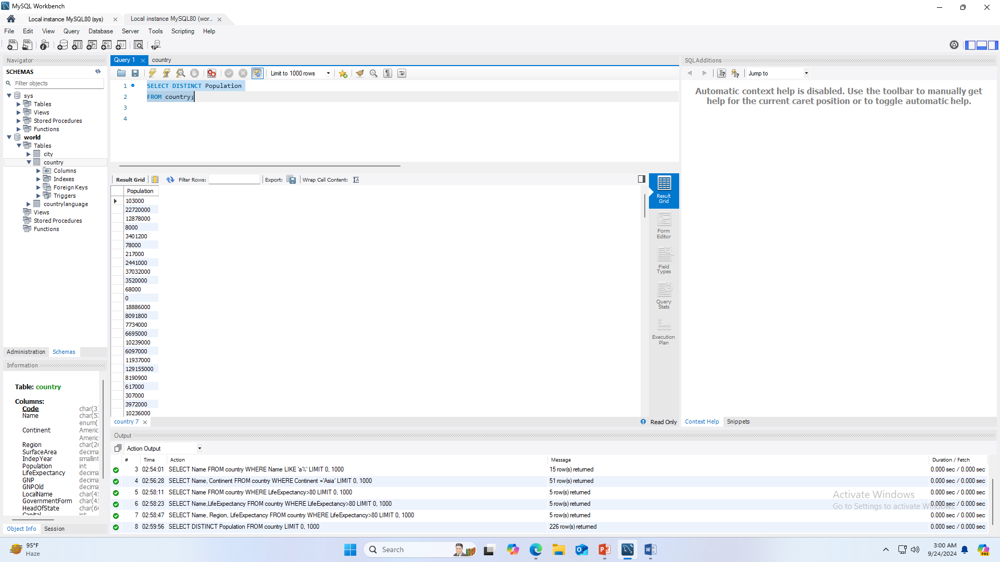 MySQL Workbench
Local instance MySQL80 (sys)
Local instance MySQL80 (wor...
File Edit View Query Database Server Tools Scripting Help
Navigator
SCHEMAS
Filter objects
sys
Tables
Views
Stored Procedures
Functions
world
Tables
city
country
Columns
Indexes
Foreign Keys
Triggers
countrylanguage
Views
Stored Procedures
Functions
Administration Schemas
Information
Table: country
Columns:
Code char(3)
Name char(5
enum(
Continent Americ
Americ
Region char(2
SurfaceArea decima
IndepYear smallint
Population int
LifeExpectancy decima
GNP decima
GNPOld decima
LocalName char(4
GovernmentForm char(4
HeadOfState char(6
Capital int
Object Info Session
Query 1 country
Limit to 1000 rows
1 SELECT DISTINCT Population
2 FROM country;
3
4
Result Grid Filter Rows: Export: Wrap Cell Content:
Population
103000
22720000
12878000
8000
3401200
78000
217000
2441000
37032000
3520000
68000
0
18886000
8091800
7734000
6695000
10239000
6097000
11937000
129155000
8190900
617000
307000
3972000
10236000
Result
Grid
Form
Editor
Field
Types
Query
Stats
Execution
Plan
country 7 Read Only
SQLAdditions
Jump to
Automatic context help is disabled. Use the toolbar to manually get
help for the current caret position or to toggle automatic help.
Context Help Snippets
Output
Action Output
# Time Action Message Duration / Fetch
3 02:54:01 SELECT Name FROM country WHERE Name LIKE 'a%' LIMIT 0, 1000 15 row(s) returned 0.000 sec / 0.000 sec
4 02:56:28 SELECT Name, Continent FROM country WHERE Continent ='Asia' LIMIT 0, 1000 51 row(s) returned 0.000 sec / 0.000 sec
5 02:58:11 SELECT Name FROM country WHERE LifeExpectancy>80 LIMIT 0, 1000 5 row(s) returned 0.000 sec / 0.000 sec
6 02:58:23 SELECT Name,LifeExpectancy FROM country WHERE LifeExpectancy>80 LIMIT 0, 1000 5 row(s) returned 0.000 sec / 0.000 sec
7 02:58:47 SELECT Name, Region, LifeExpectancy FROM country WHERE LifeExpectancy>80 LIMIT 0, 1000 5 row(s) returned 0.000 sec / 0.000 sec
8 02:59:56 SELECT DISTINCT Population FROM country LIMIT 0, 1000 226 row(s) returned 0.000 sec / 0.000 sec
Activate Windows
Go to Settings to activate Windows.
95°F
Haze
Search
3:00 AM
9/24/2024